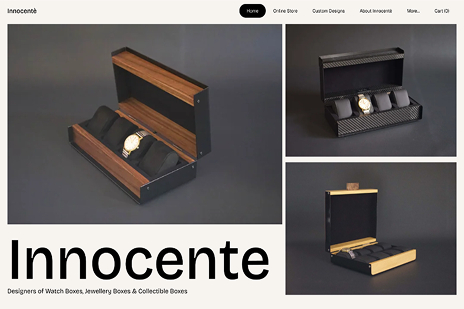 Innocentè
Home
Online Store
Custom Designs
About Innocentè
More...
Cart (0)
Innocente
Designers of Watch Boxes, Jewellery Boxes & Collectible Boxes